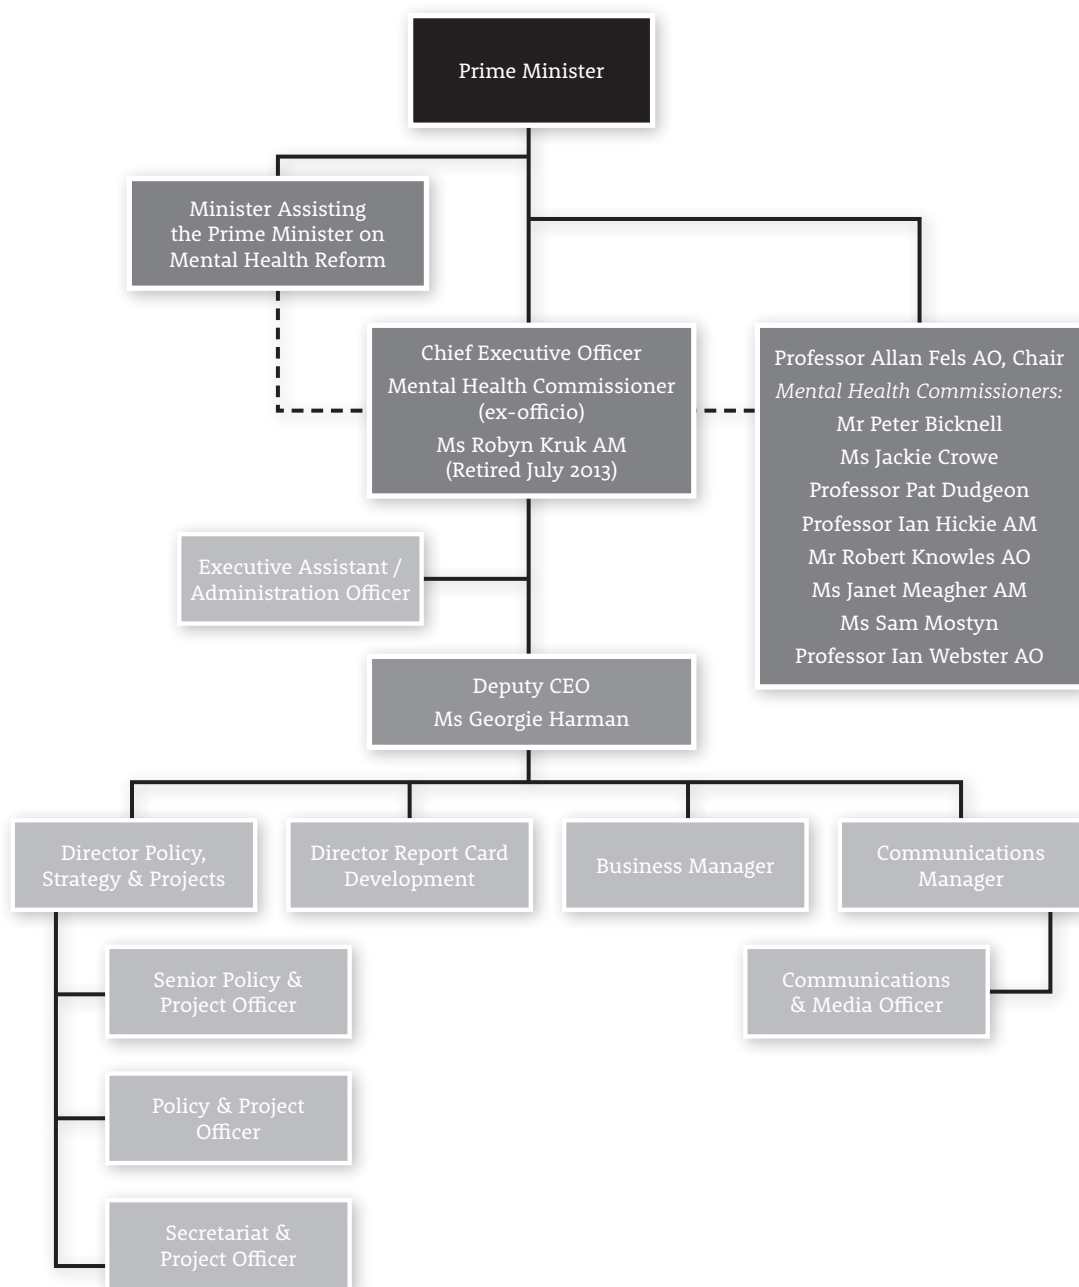 Prime Minister
Minister Assisting
the Prime Minister on
Mental Health Reform
Chief Executive Officer
Mental Health Commissioner
(ex-officio)
Ms Robyn Kruk AM
(Retired July 2013)
Professor Allan Fels AO, Chair
Mental Health Commissioners:
Mr Peter Bicknell
Ms Jackie Crowe
Professor Pat Dudgeon
Professor Ian Hickie AM
Mr Robert Knowles AO
Ms Janet Meagher AM
Ms Sam Mostyn
Professor Ian Webster AO
Executive Assistant /
Administration Officer
Deputy CEO
Ms Georgie Harman
Director Policy,
Strategy & Projects
Director Report Card
Development
Business Manager
Communications
Manager
Senior Policy &
Project Officer
Communications
& Media Officer
Policy & Project
Officer
Secretariat &
Project Officer